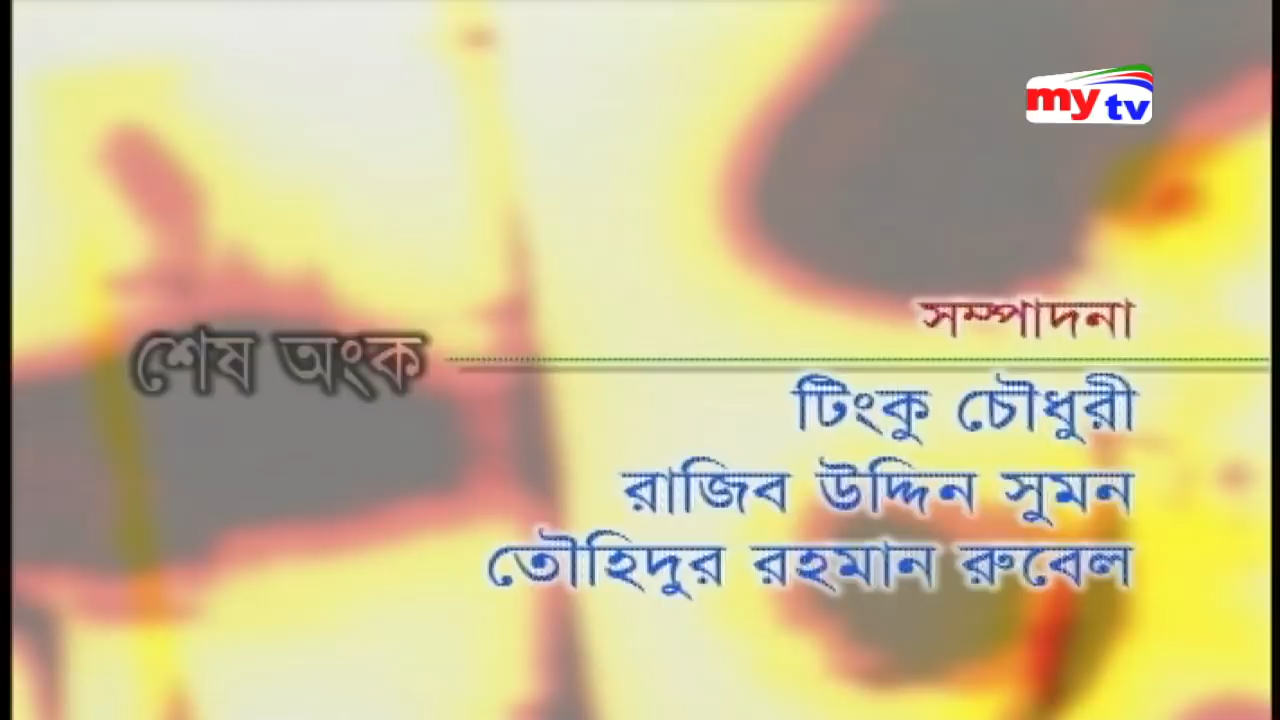 my tv
সম্পাদনা
শেষ অংক
টিংকু চৌধুরী
রাজিব উদ্দিন সুমন
তৌহিদুর রহমান রুবেল